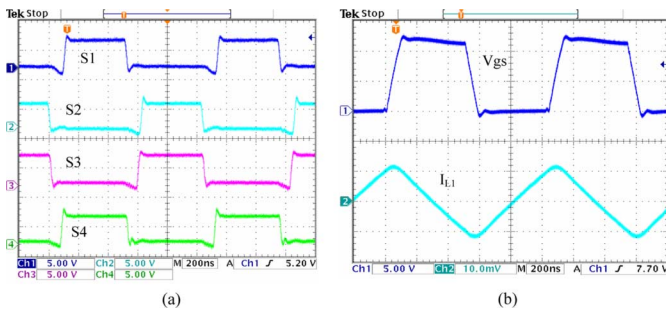 Tek Stop
T
T
S1
1
S2
2
S3
3
S4
4
Ch1 5.00 V Ch2 5.00 V M 200ns A Ch1 ƒ 5.20 V
Ch3 5.00 V Ch4 5.00 V
(a)
Tek Stop
T
T
Vgs
1
IL1
2
Ch1 5.00 V Ch2 10.0mV M 200ns A Ch1 ƒ 7.70 V
(b)